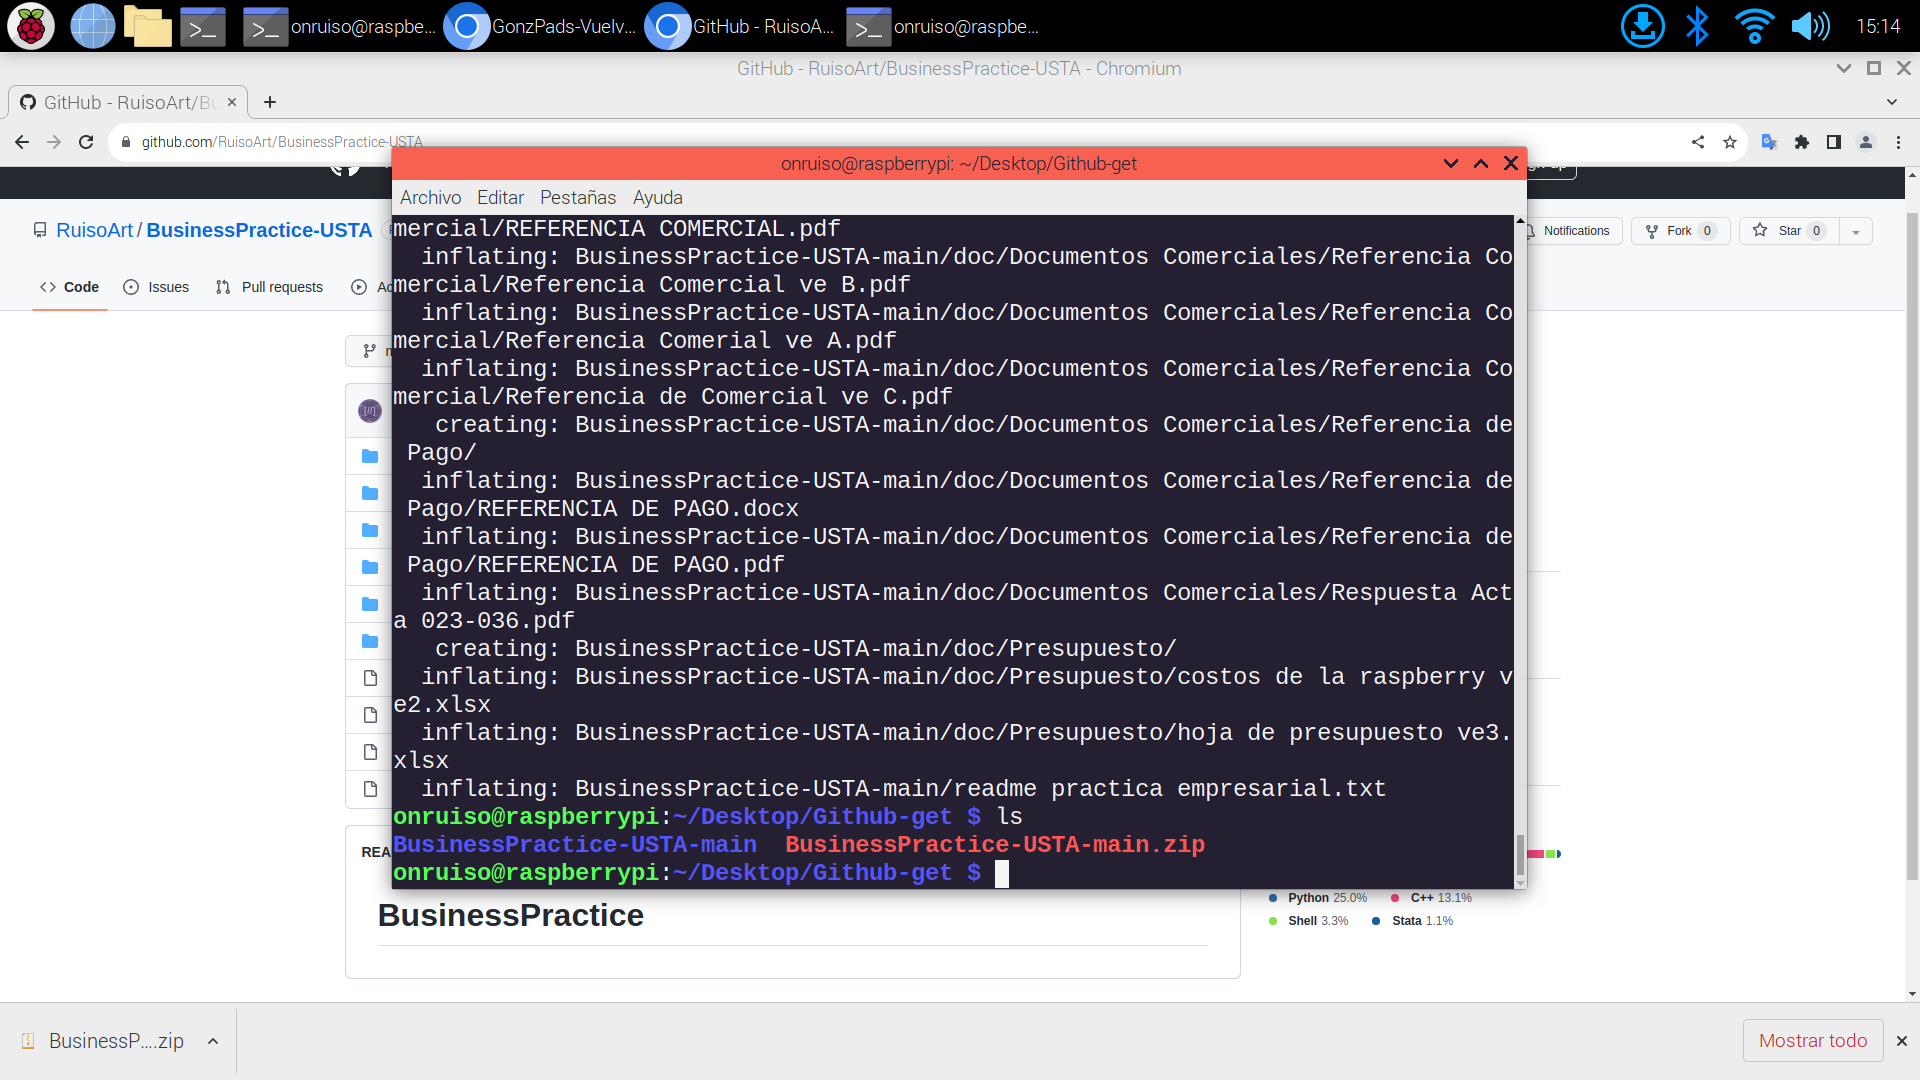 onruiso@raspbe...
GonzPads-Vuelv...
GitHub - RuisoA...
onruiso@raspbe...
15:14
GitHub - RuisoArt/BusinessPractice-USTA - Chromium
GitHub - RuisoArt/Bu
github.com/RuisoArt/BusinessPractice-USTA
onruiso@raspberrypi: ~/Desktop/Github-get
Archivo Editar Pestañas Ayuda
RuisoArt / BusinessPractice-USTA
Notifications
Fork 0
Star 0
Code
Issues
Pull requests
Ac
mercial/REFERENCIA COMERCIAL.pdf
inflating: BusinessPractice-USTA-main/doc/Documentos Comerciales/Referencia Co
mercial/Referencia Comercial ve B.pdf
inflating: BusinessPractice-USTA-main/doc/Documentos Comerciales/Referencia Co
mercial/Referencia Comerial ve A.pdf
inflating: BusinessPractice-USTA-main/doc/Documentos Comerciales/Referencia Co
mercial/Referencia de Comercial ve C.pdf
creating: BusinessPractice-USTA-main/doc/Documentos Comerciales/Referencia de
Pago/
inflating: BusinessPractice-USTA-main/doc/Documentos Comerciales/Referencia de
Pago/REFERENCIA DE PAGO.docx
inflating: BusinessPractice-USTA-main/doc/Documentos Comerciales/Referencia de
Pago/REFERENCIA DE PAGO.pdf
inflating: BusinessPractice-USTA-main/doc/Documentos Comerciales/Respuesta Act
a 023-036.pdf
creating: BusinessPractice-USTA-main/doc/Presupuesto/
inflating: BusinessPractice-USTA-main/doc/Presupuesto/costos de la raspberry v
e2.xlsx
inflating: BusinessPractice-USTA-main/doc/Presupuesto/hoja de presupuesto ve3.
xlsx
inflating: BusinessPractice-USTA-main/readme practica empresarial.txt
onruiso@raspberrypi:~/Desktop/Github-get $ ls
BusinessPractice-USTA-main BusinessPractice-USTA-main.zip
onruiso@raspberrypi:~/Desktop/Github-get $
REA
BusinessPractice
Python 25.0% C++ 13.1%
Shell 3.3% Stata 1.1%
BusinessP....zip
Mostrar todo